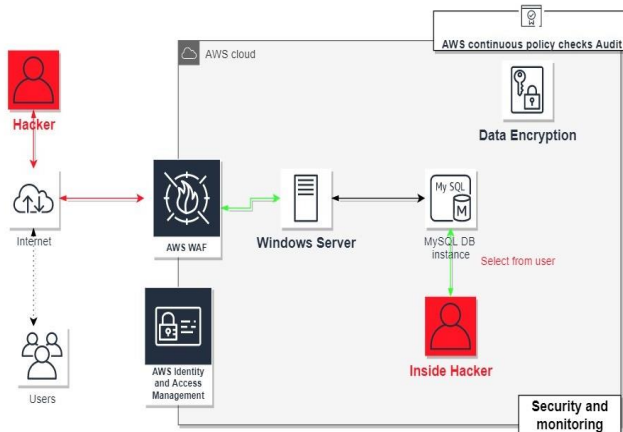 AWS continuous policy checks Audit
AWS cloud
Data Encryption
Hacker
Internet
AWS WAF
Windows Server
My SQL
M
MySQL DB
instance
Select from user
Users
AWS Identity
and Access
Management
Inside Hacker
Security and
monitoring